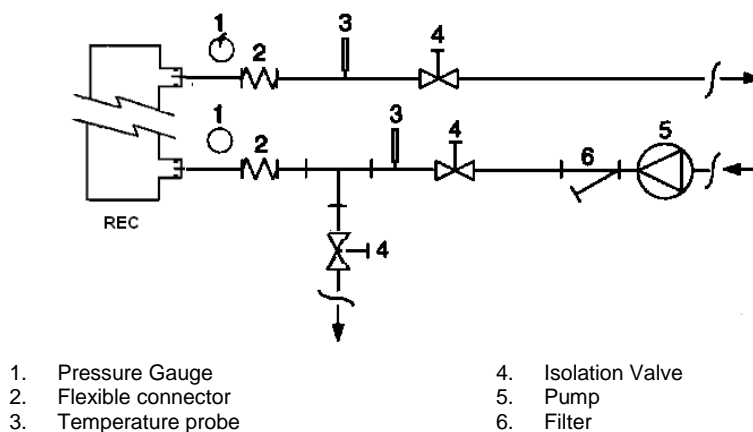 1 2 3 4
1 2 3 4 6 5
REC
4
1. Pressure Gauge
2. Flexible connector
3. Temperature probe
4. Isolation Valve
5. Pump
6. Filter